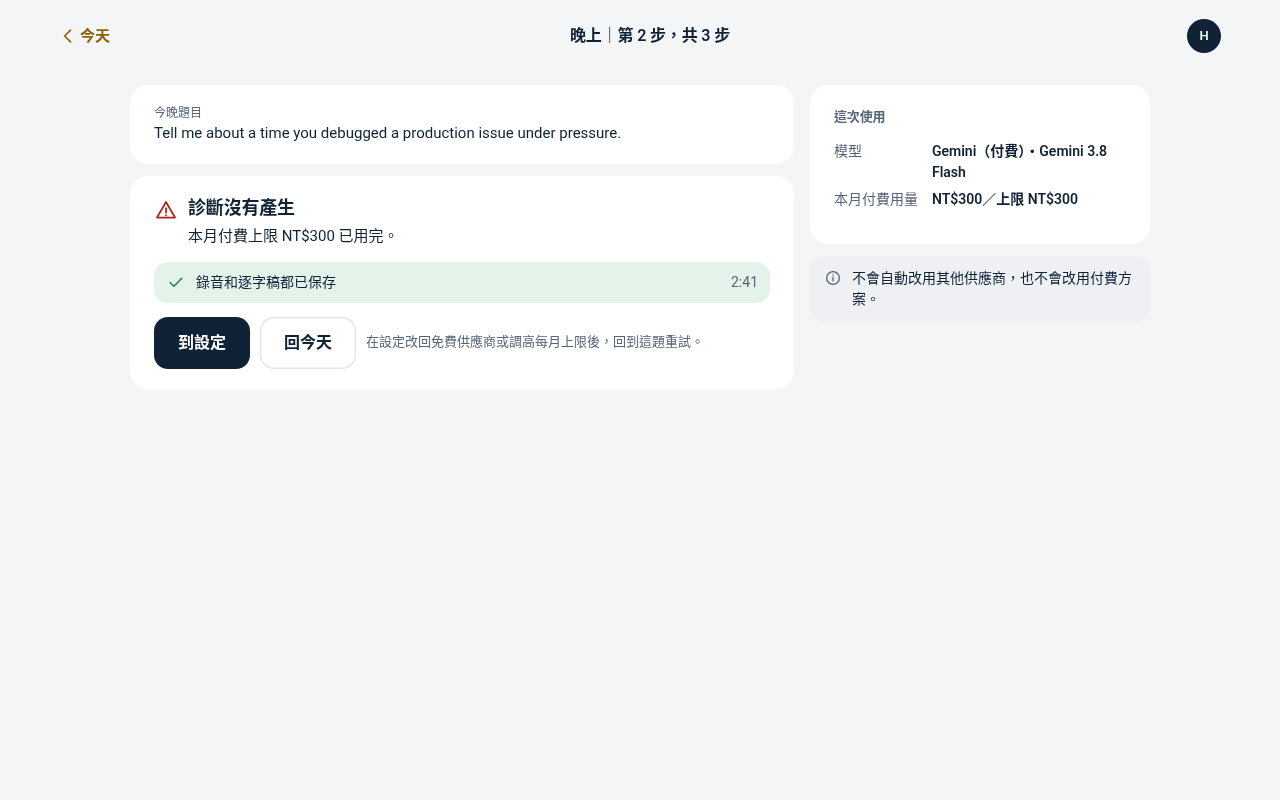 今天
晚上｜第 2 步，共 3 步
H
今晚題目
Tell me about a time you debugged a production issue under pressure.
診斷沒有產生
本月付費上限 NT$300 已用完。
錄音和逐字稿都已保存
2:41
到設定
回今天
在設定改回免費供應商或調高每月上限後，回到這題重試。
這次使用
模型
Gemini（付費）• Gemini 3.8
Flash
本月付費用量
NT$300／上限 NT$300
不會自動改用其他供應商，也不會改用付費方
案。